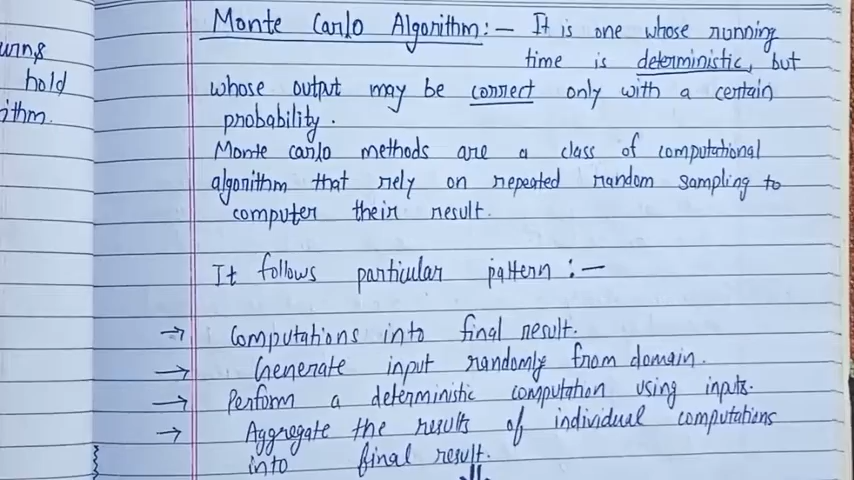 urns
hold
ithm.
Monte Carlo Algorithm :- It is one whose running
time is deterministic, but
whose output may be correct only with a certain
probability.
Monte carlo methods are a class of computational
algorithm that rely on repeated random sampling to
computer their result.
It follows particular pattern :-
→ Computations into final result.
→ Generate input randomly from domain.
→ Perform a deterministic computation using inputs.
→ Aggregate the results of individual computations
into final result.